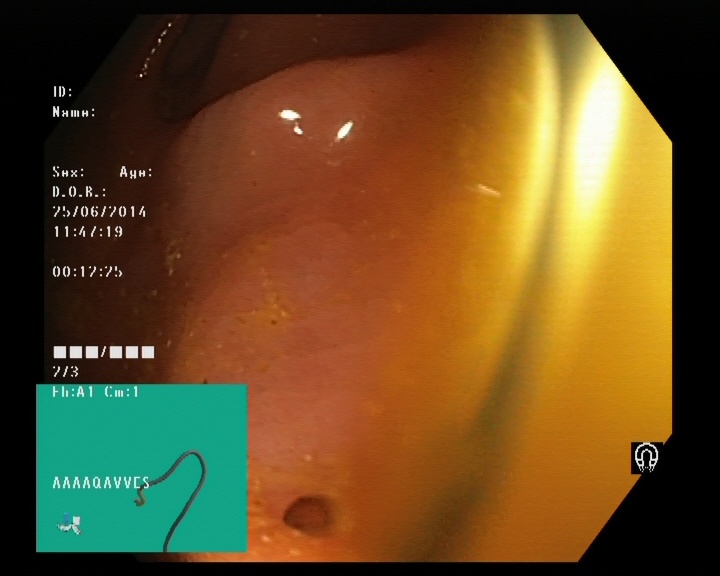 ID:
Name:
Sex: Age:
D.O.B.:
25/06/2014
11:47:19
00:12:25
■■■/■■■
2/3
Eh:A1 Cm:1
AAAAQAVVES